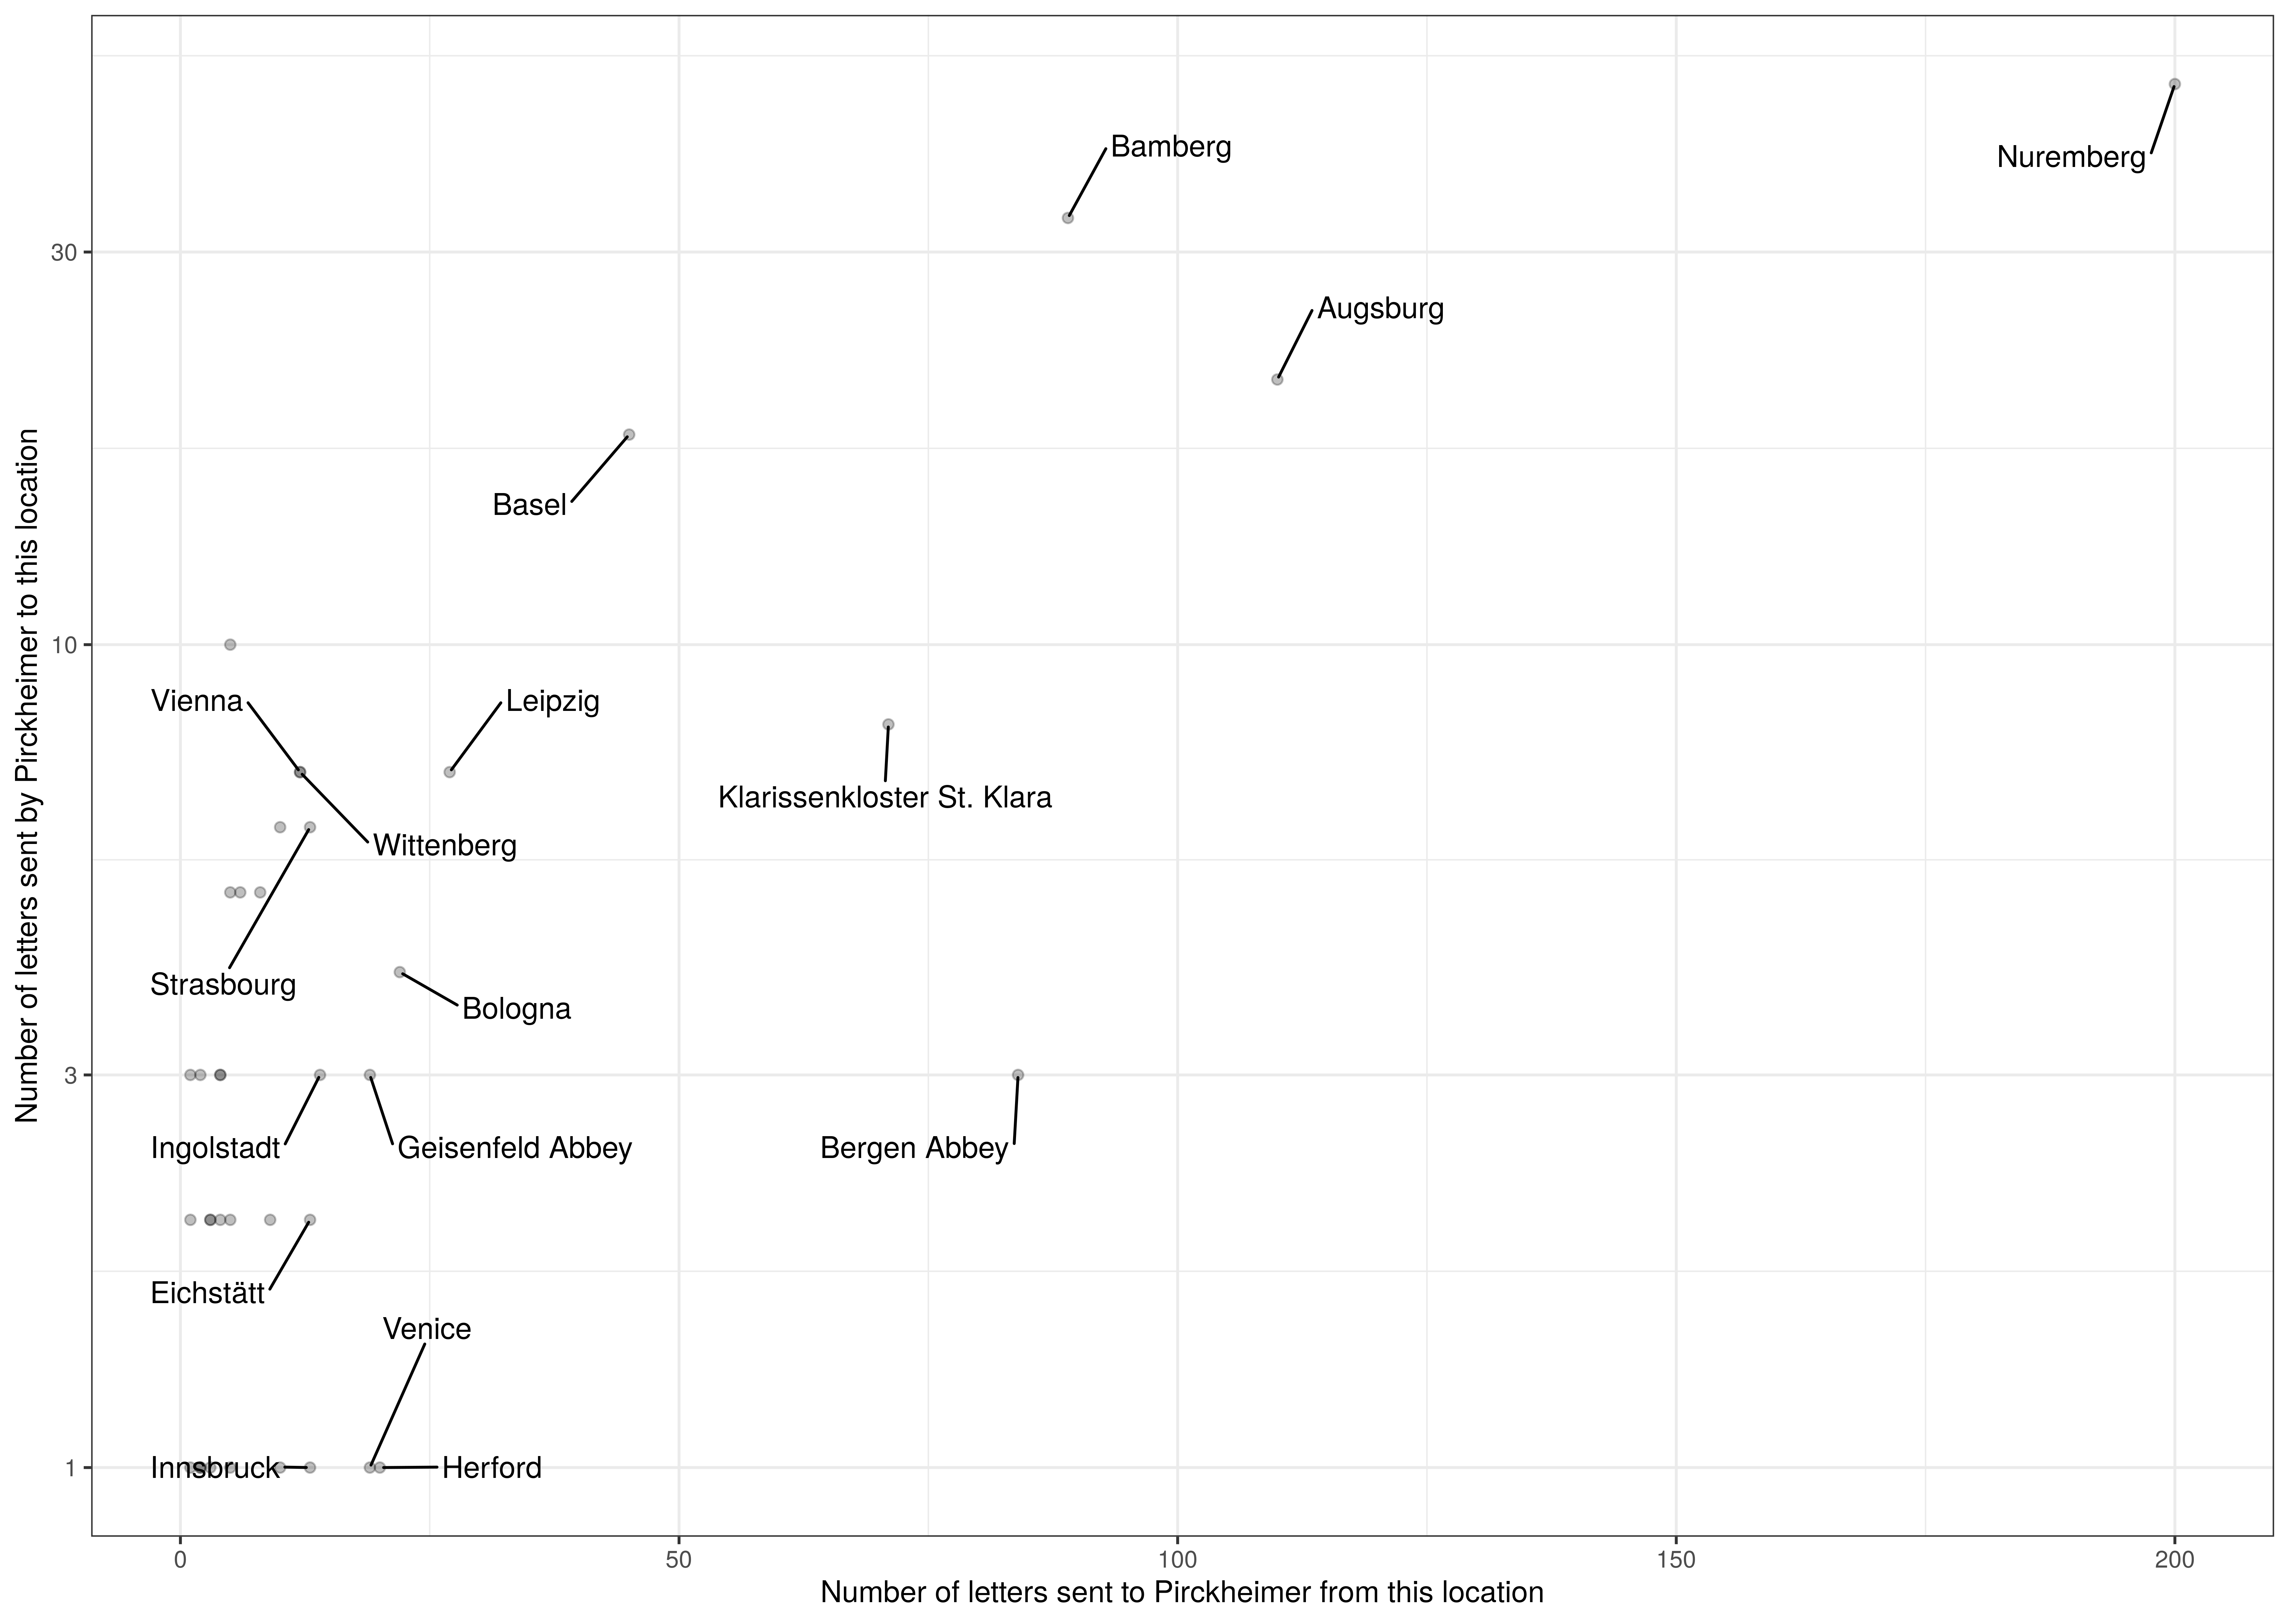 Bamberg
Nuremberg
30
Augsburg
Basel
10
Vienna
Leipzig
Klarissenkloster St. Klara
Wittenberg
Strasbourg
Bologna
3
Ingolstadt
Geisenfeld Abbey
Bergen Abbey
Eichstätt
Venice
1
Innsbruck
Herford
0
50
100
150
200
Number of letters sent to Pirckheimer from this location
Number of letters sent by Pirckheimer to this location